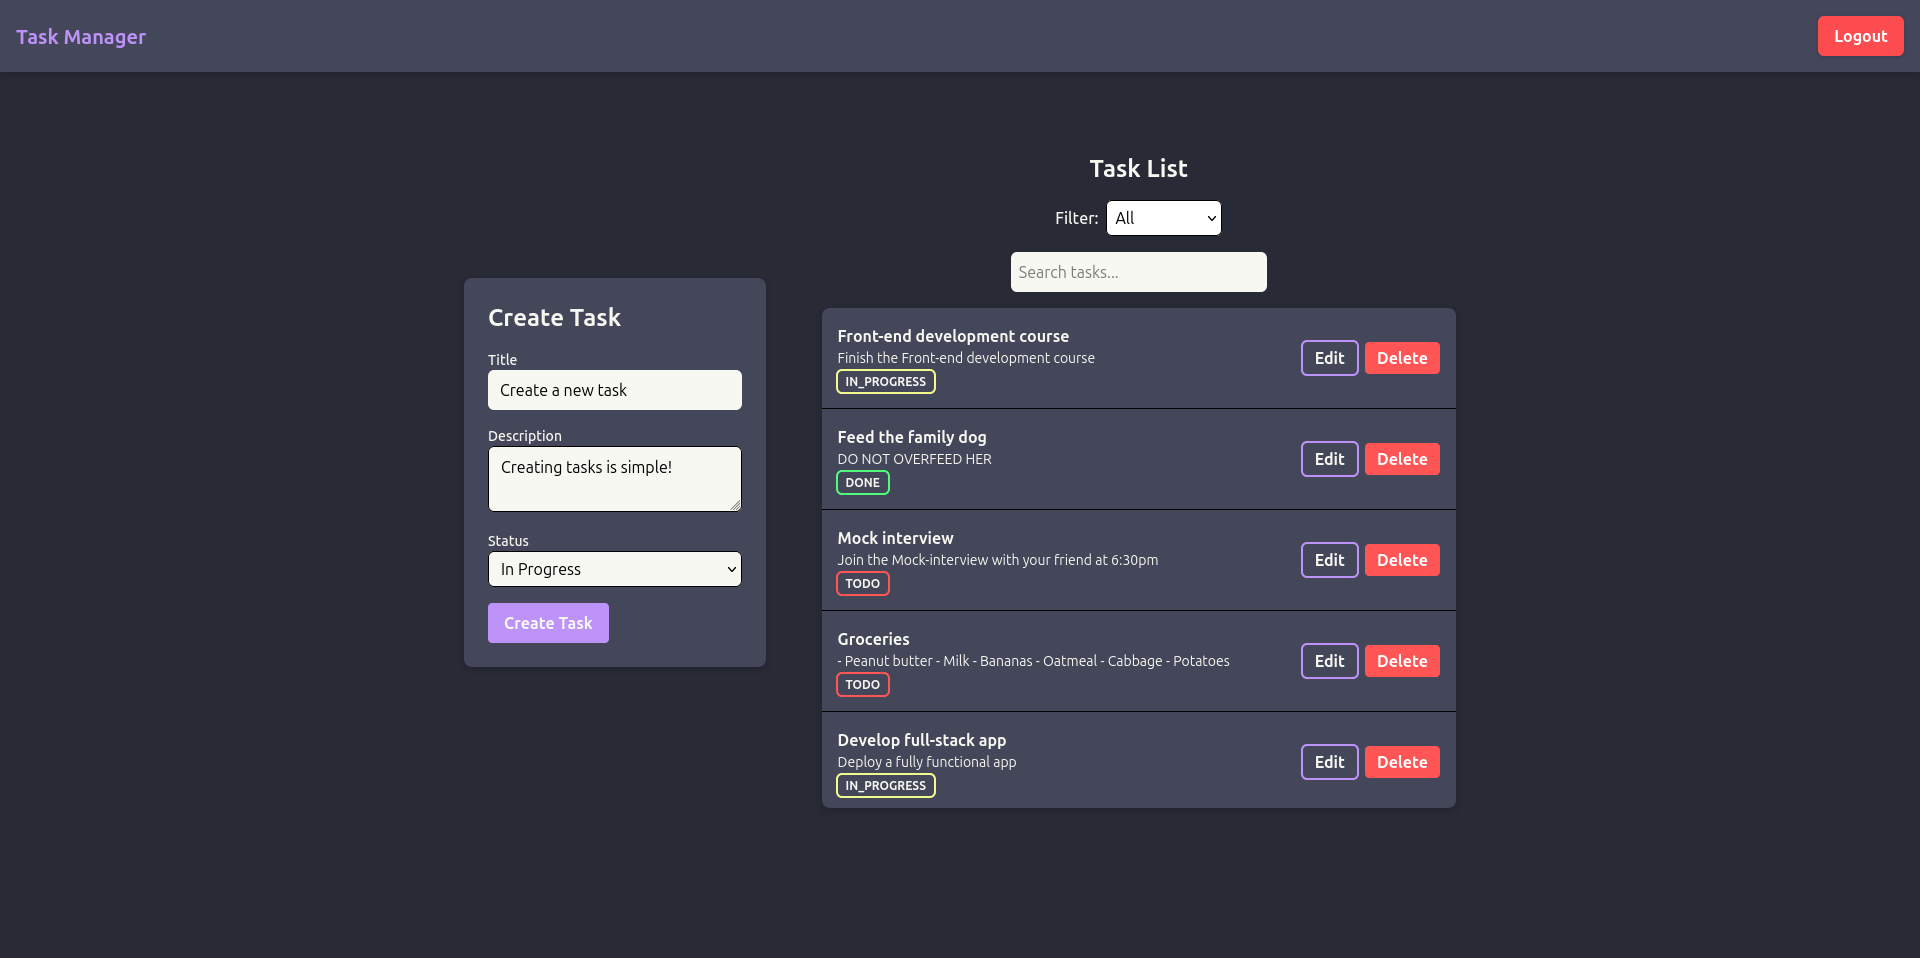 Task Manager
Logout
Create Task
Title
Create a new task
Description
Creating tasks is simple!
Status
In Progress
Create Task
Task List
Filter: All
Search tasks...
Front-end development course
Finish the Front-end development course
IN_PROGRESS
Edit Delete
Feed the family dog
DO NOT OVERFEED HER
DONE
Edit Delete
Mock interview
Join the Mock-interview with your friend at 6:30pm
TODO
Edit Delete
Groceries
- Peanut butter - Milk - Bananas - Oatmeal - Cabbage - Potatoes
TODO
Edit Delete
Develop full-stack app
Deploy a fully functional app
IN_PROGRESS
Edit Delete